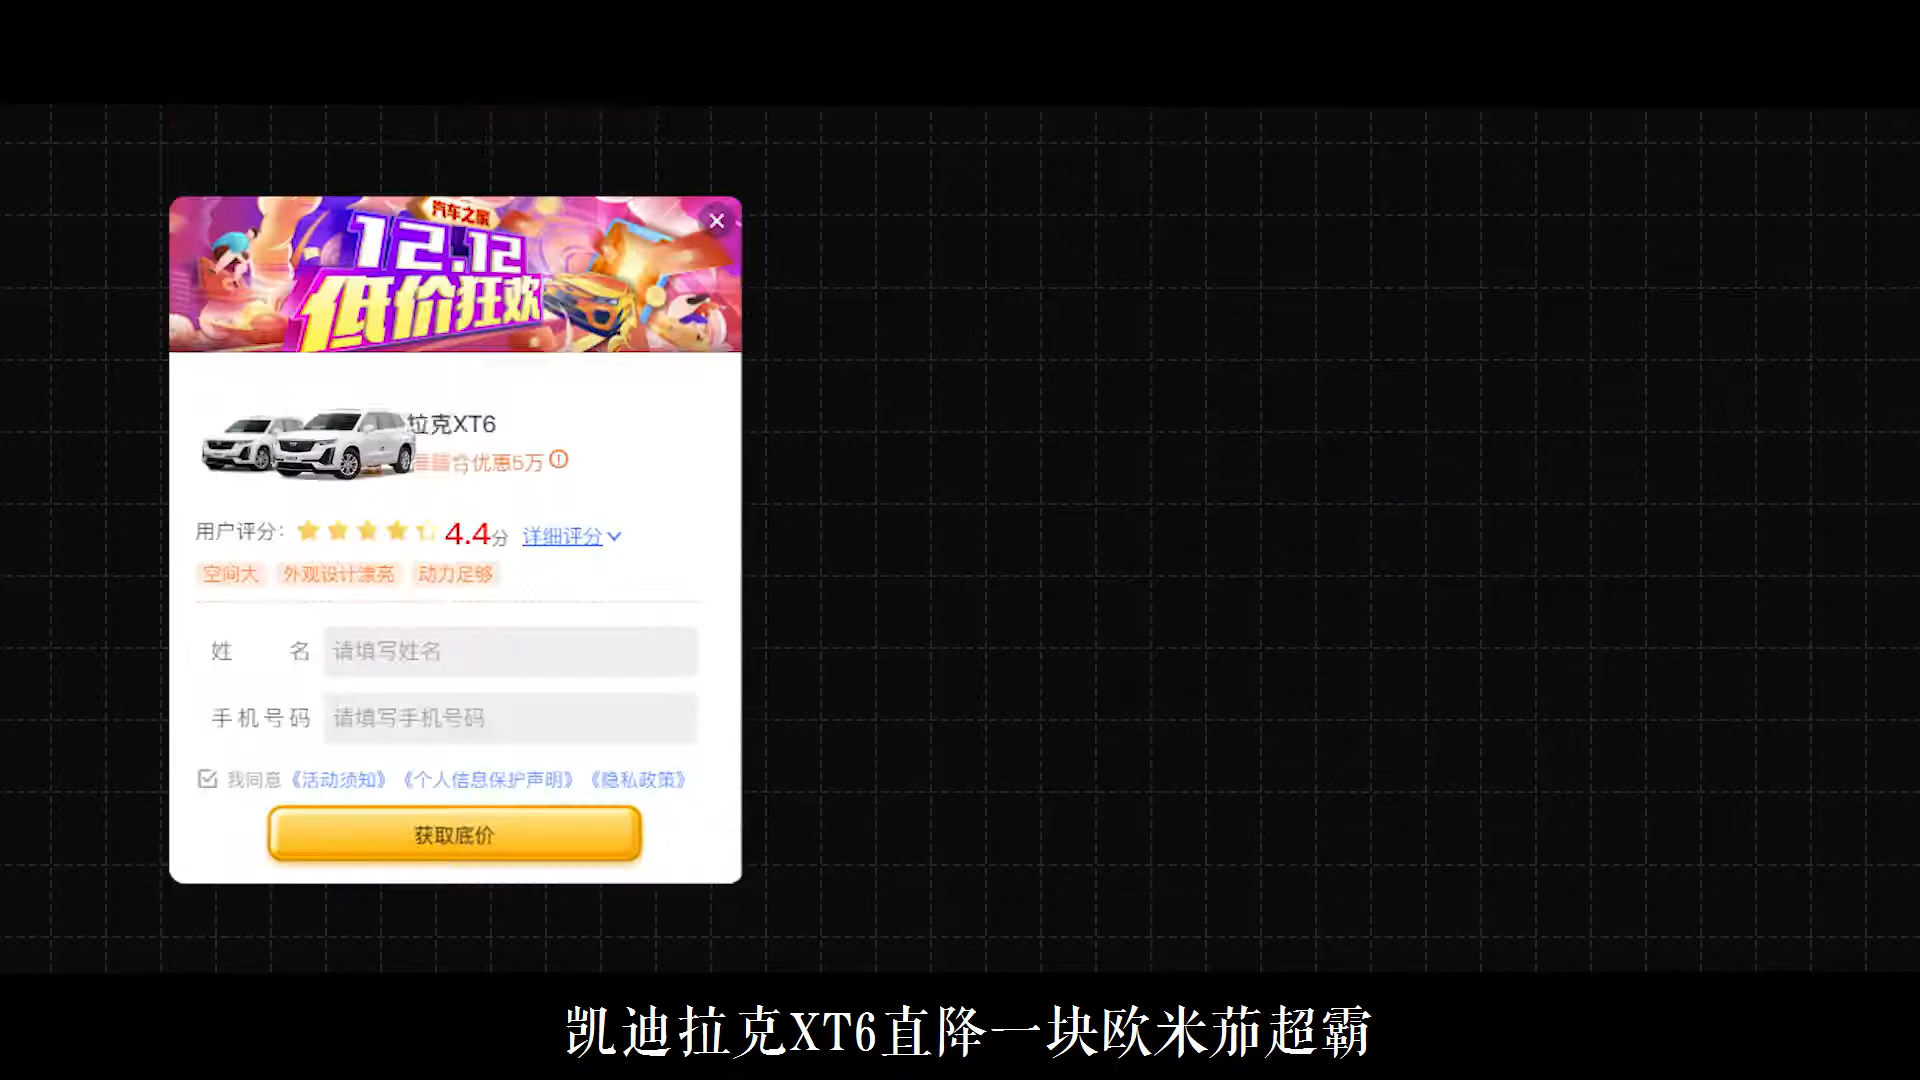 汽车之家
12.12
低价狂欢
拉克XT6
合优惠5万
用户评分：4.4分 详细评分
空间大 外观设计漂亮 动力足够
姓名 请填写姓名
手机号码 请填写手机号码
我同意《活动须知》《个人信息保护声明》《隐私政策》
获取底价
凯迪拉克XT6直降一块欧米茄超霸